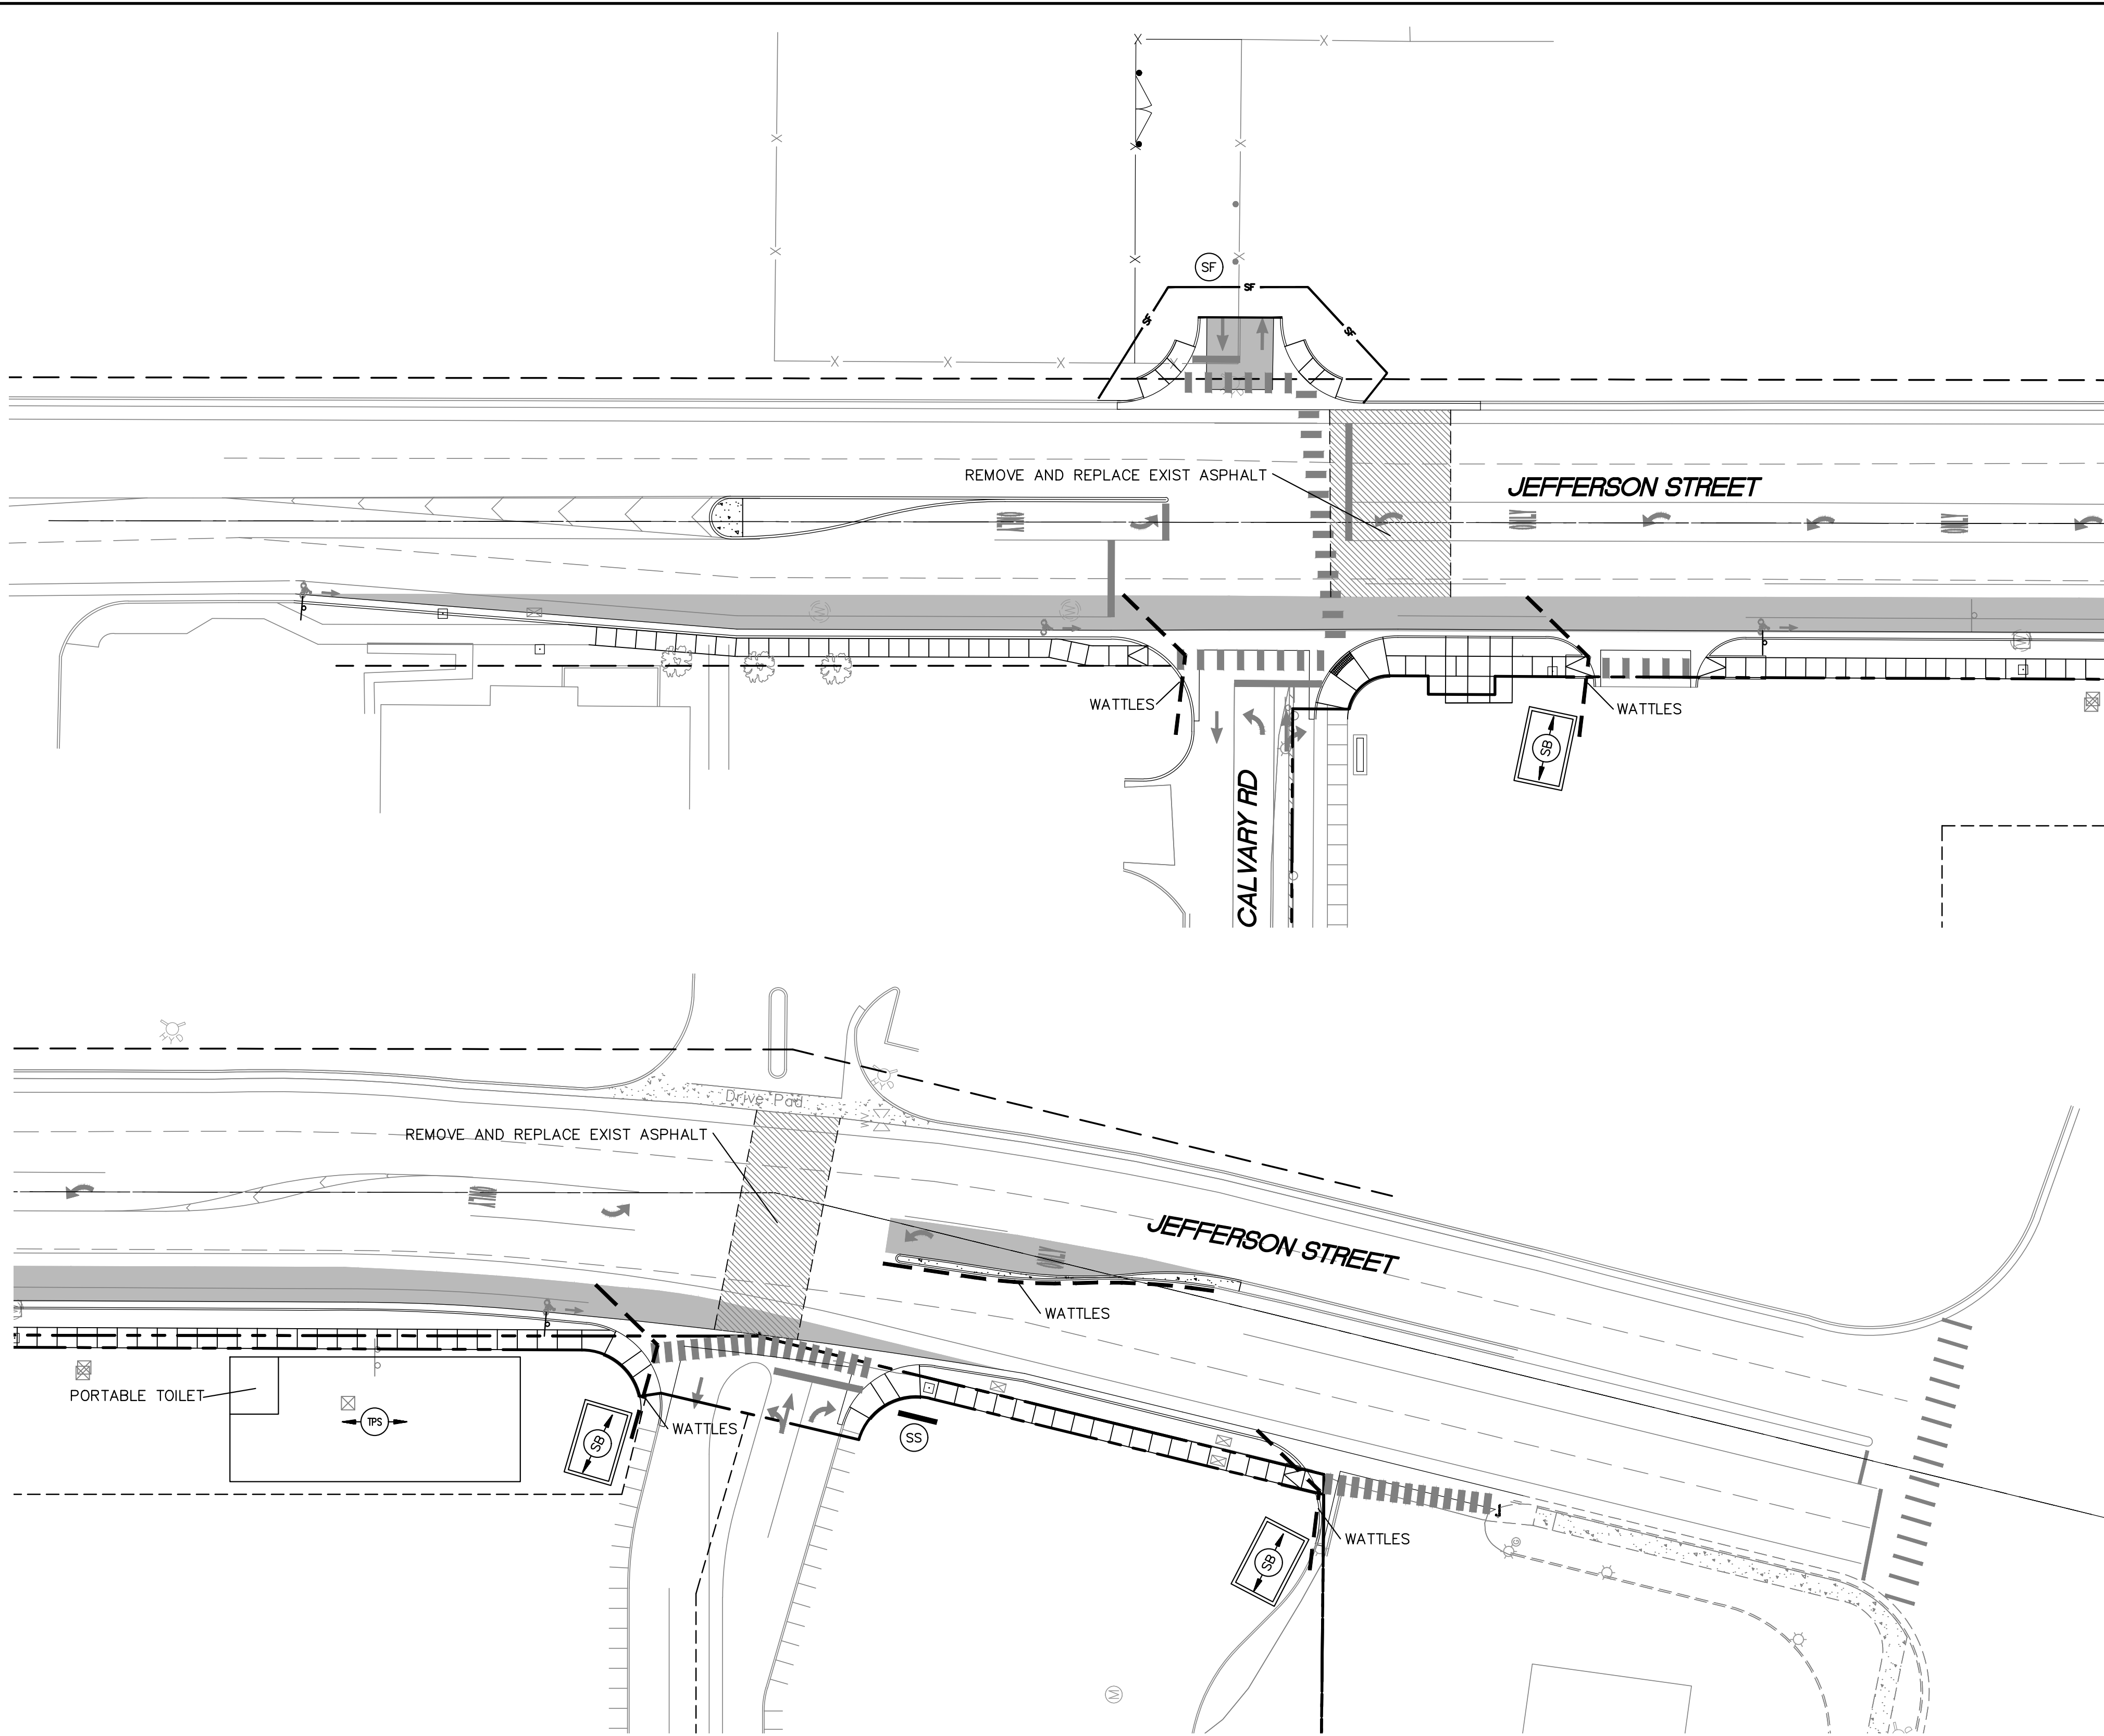 SF
SF
SF
SF
REMOVE AND REPLACE EXIST ASPHALT
JEFFERSON STREET
ONLY
ONLY
ONLY
WATTLES
WATTLES
SB
CALVARY RD
Drive Pad
REMOVE AND REPLACE EXIST ASPHALT
ONLY
JEFFERSON STREET
ONLY
WATTLES
PORTABLE TOILET
TPS
WATTLES
SB
SS
WATTLES
SB
M